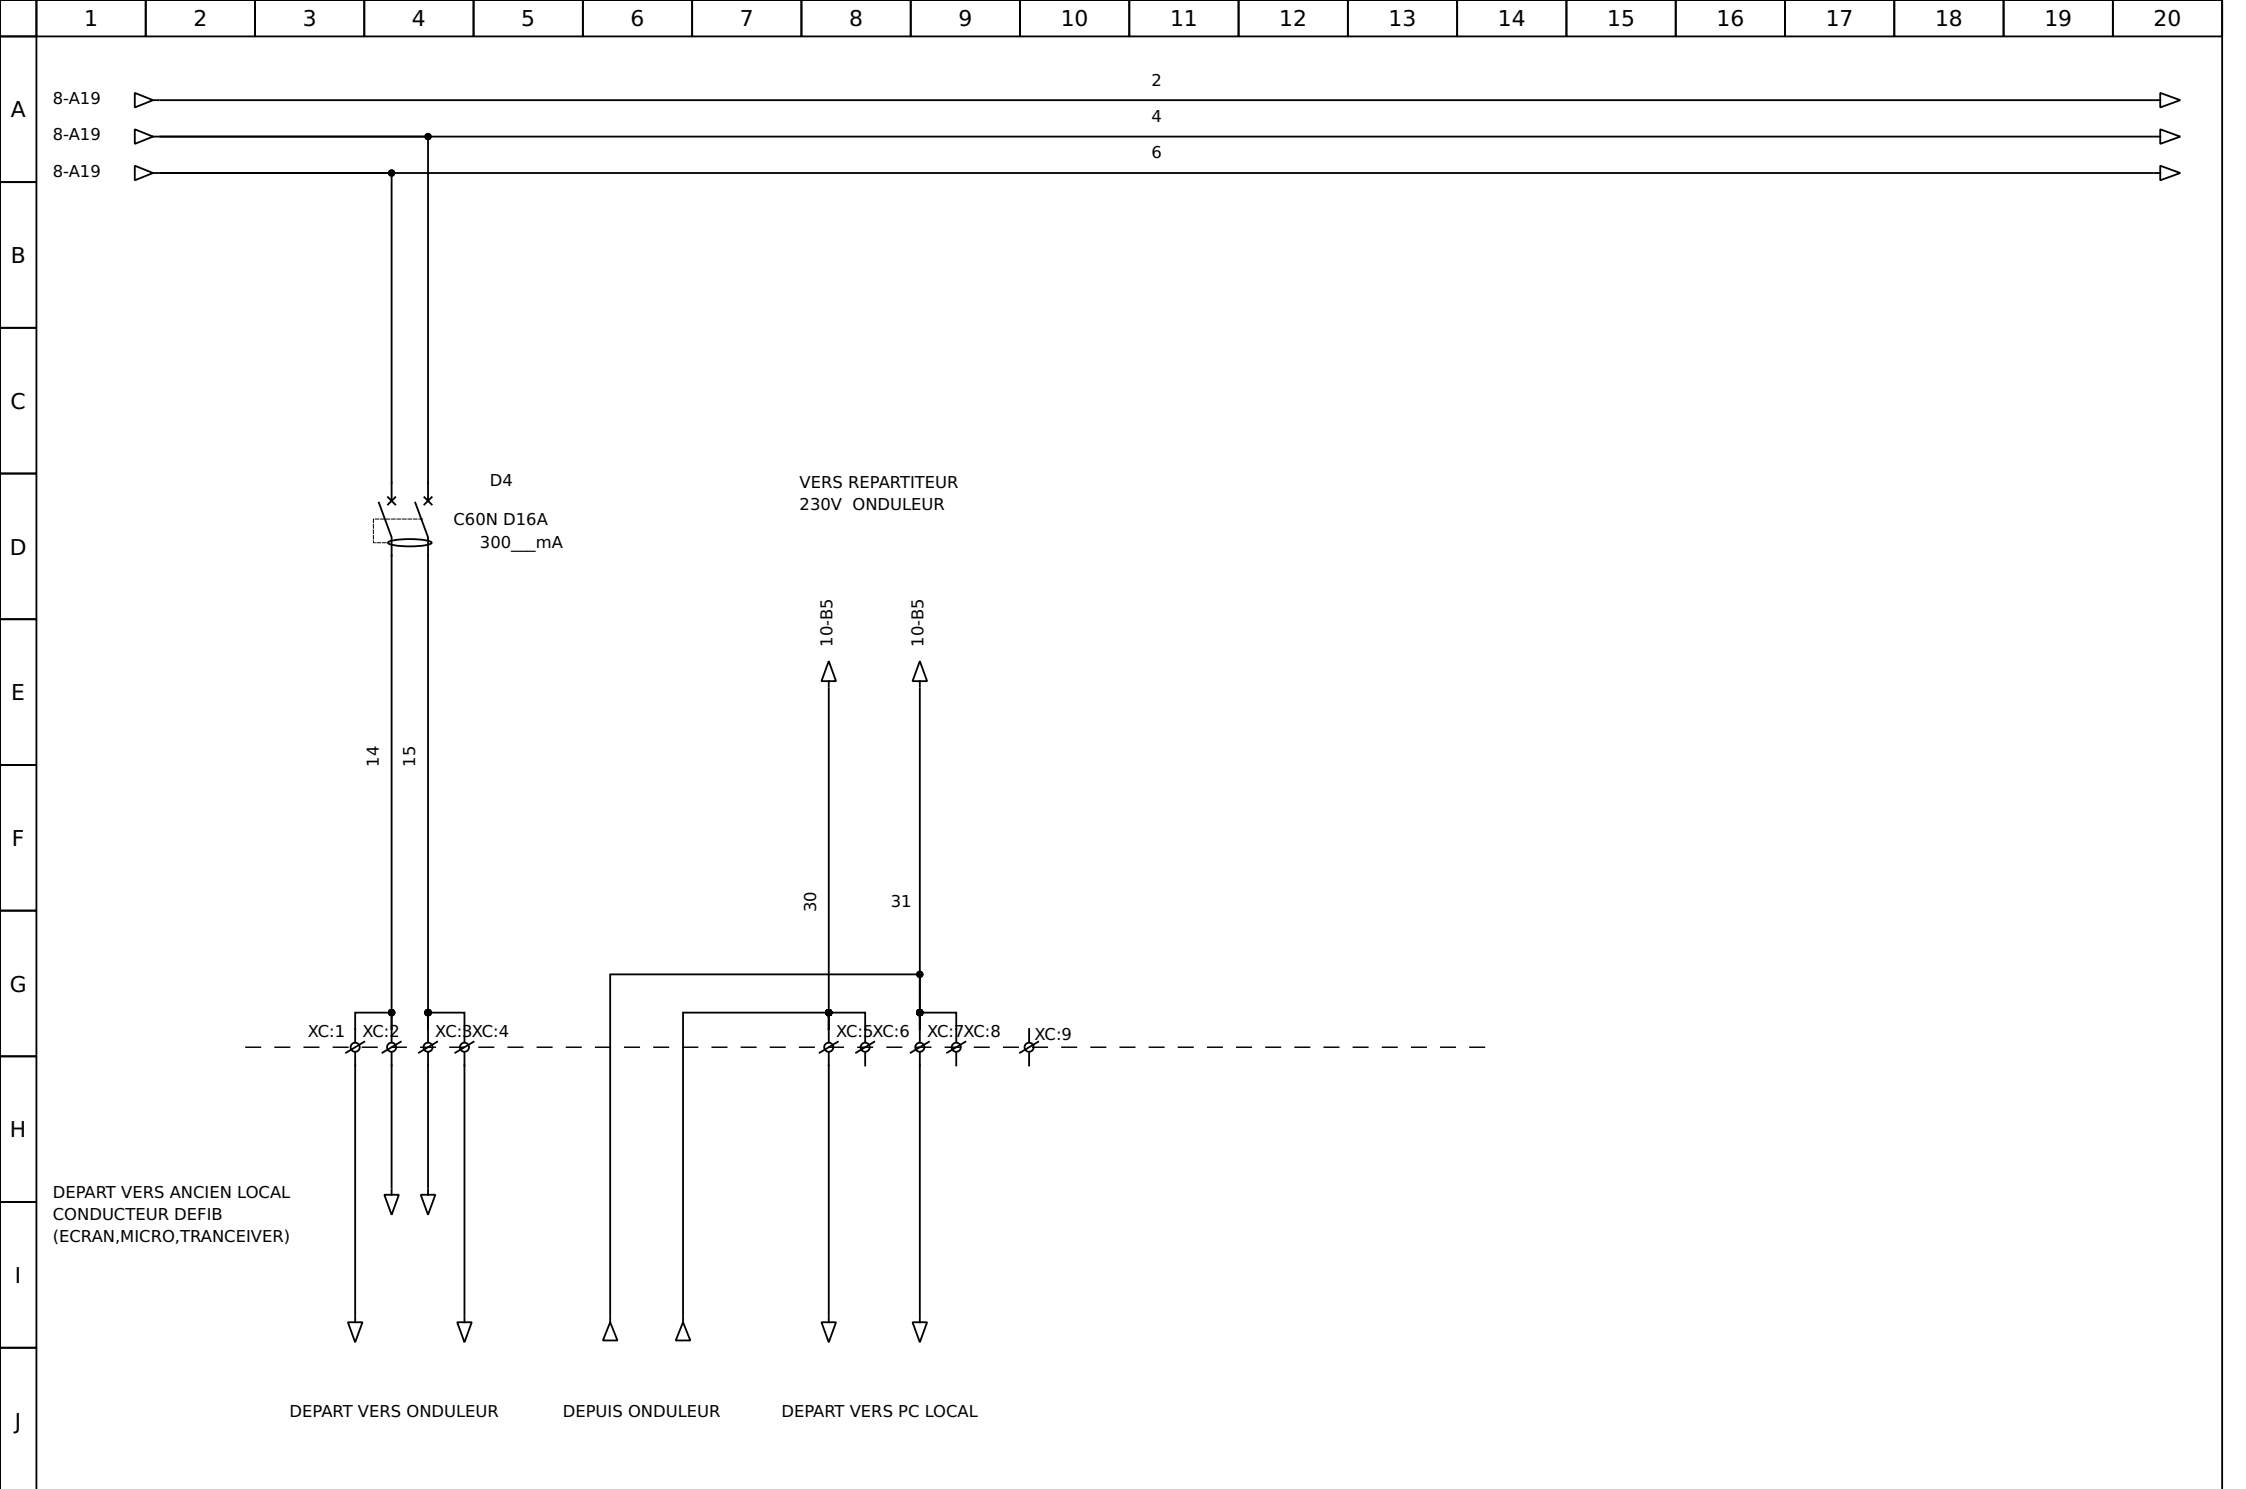 1 2 3 4 5 6 7 8 9 10 11 12 13 14 15 16 17 18 19 20
A
2
8-A19
4
8-A19
6
8-A19
B
C
D4
VERS REPARTITEUR
230V  ONDULEUR
C60N D16A
300___mA
D
10-B5 10-B5
E
14 15
F
30 31
G
XC:1 XC:2 XC:3 XC:4 XC:5 XC:6 XC:7 XC:8 XC:9
H
DEPART VERS ANCIEN LOCAL
CONDUCTEUR DEFIB
(ECRAN,MICRO,TRANCEIVER)
I
DEPART VERS ONDULEUR DEPUIS ONDULEUR DEPART VERS PC LOCAL
J